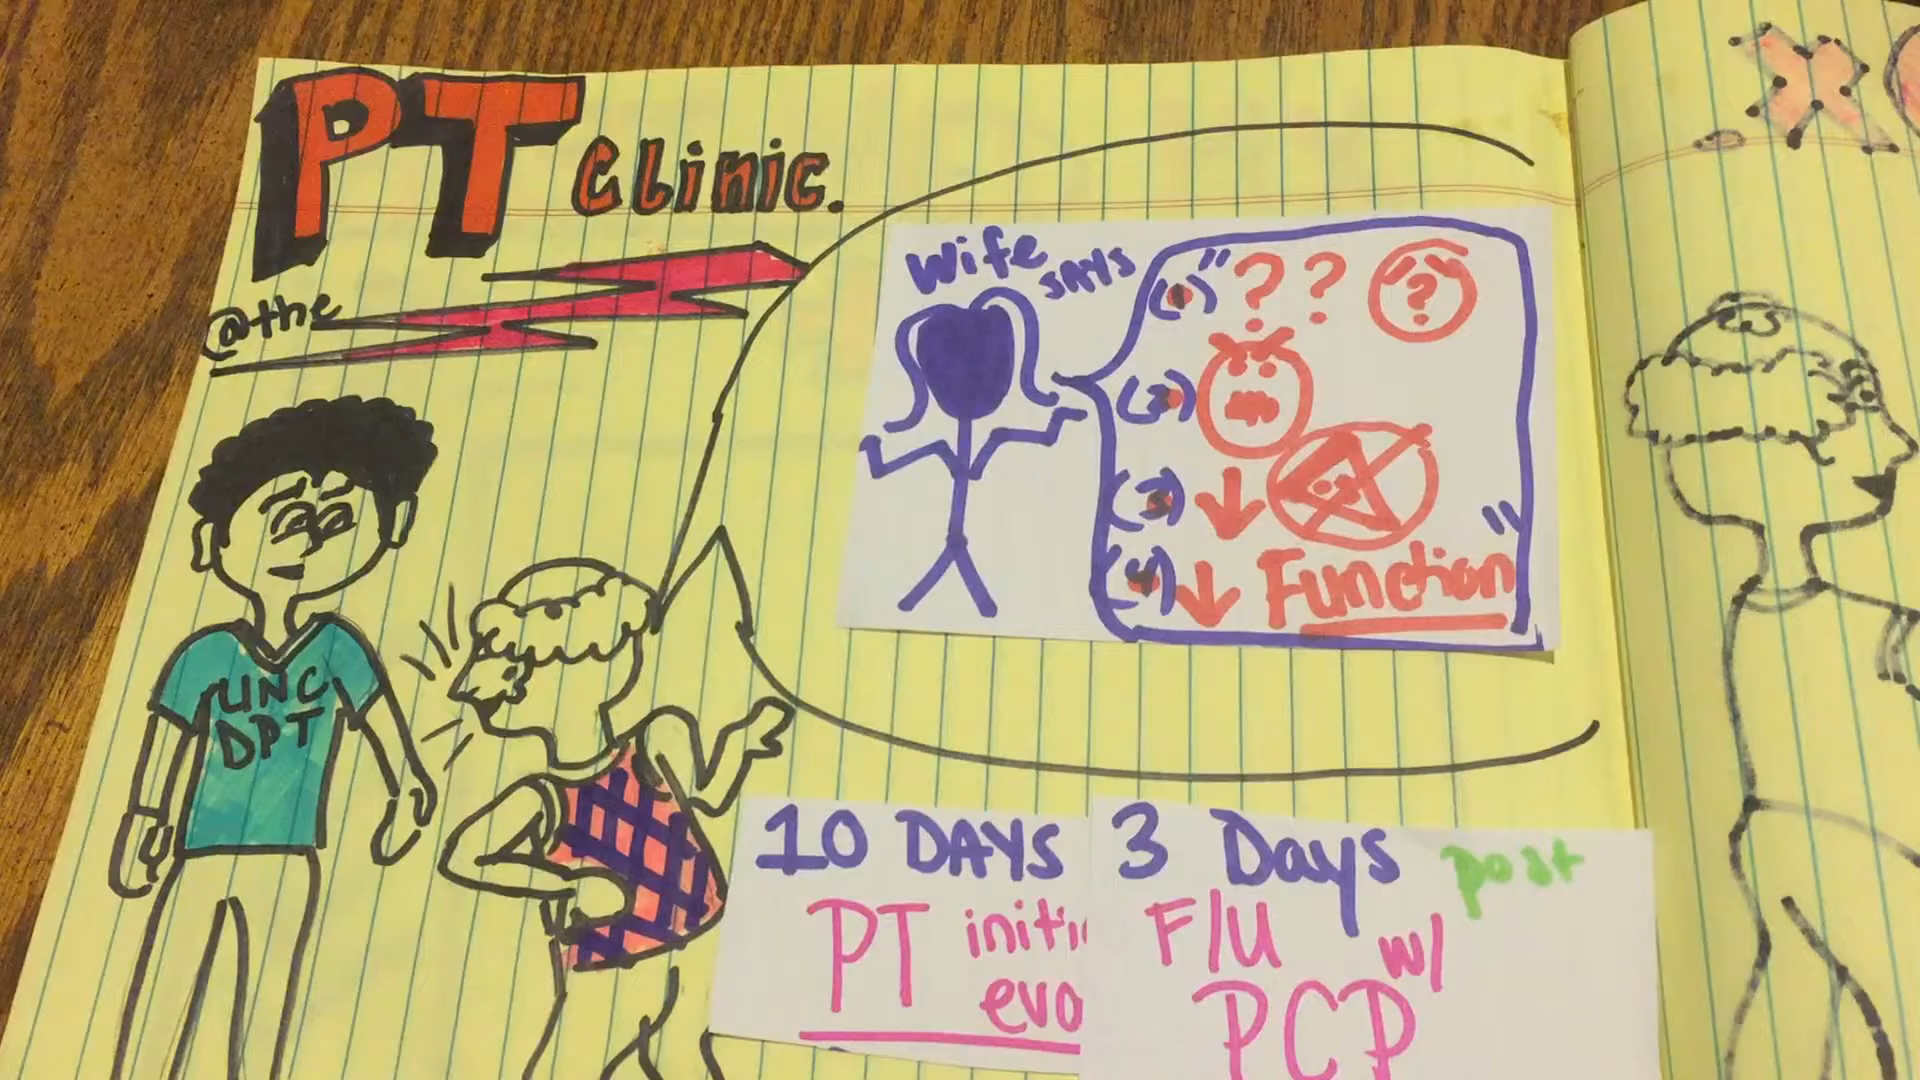 PT Clinic.
@the
Wife
says
(1) "? ? ?
(2)
(3) ↓
"
(4) ↓ Function
UNC
DPT
10 DAYS
PT
3 Days post
F/U
w/
PCP
X